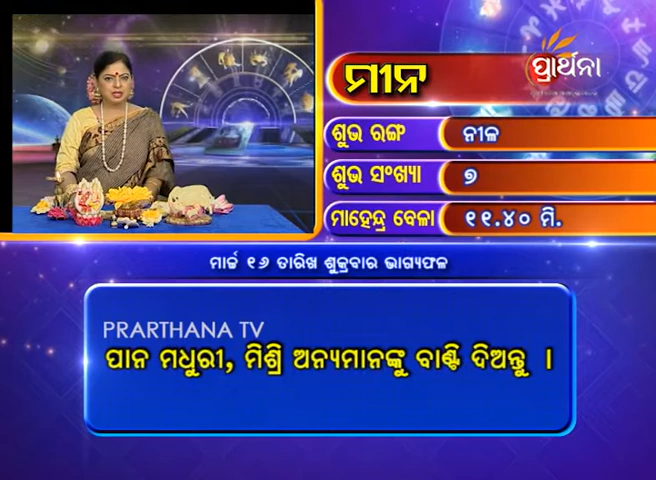 ପ୍ରାର୍ଥନା
ମୀନ
ଶୁଭ ରଙ୍ଗ ନୀଳ
ଶୁଭ ସଂଖ୍ୟା ୭
ମାହେନ୍ଦ୍ର ବେଳା ୧୧.୪୦ ମି.
ମାର୍ଚ୍ଚ ୧୬ ତାରିଖ ଶୁକ୍ରବାର ଭାଗ୍ୟଫଳ
PRARTHANA TV
ପାନ ମଧୁରୀ, ମିଶ୍ରି ଅନ୍ୟମାନଙ୍କୁ ବାଣ୍ଟି ଦିଅନ୍ତୁ ।